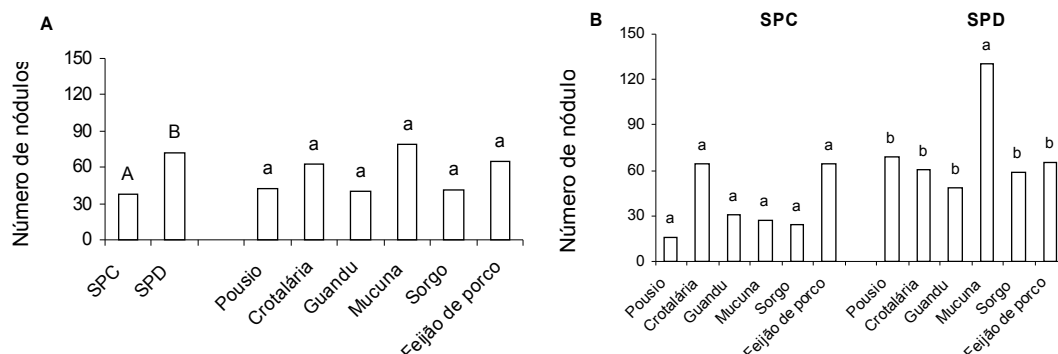 A
Número de nódulos
150
120
90
60
30
0
A
B
a
a
a
a
a
a
SPC
SPD
Pousio
Crotalária
Guandu
Mucuna
Sorgo
Feijão de porco
B
SPC
SPD
Número de nódulo
150
120
90
60
30
0
a
a
a
a
a
a
b
b
b
a
b
b
Pousio
Crotalária
Guandu
Mucuna
Sorgo
Feijão de porco
Pousio
Crotalária
Guandu
Mucuna
Sorgo
Feijão de porco